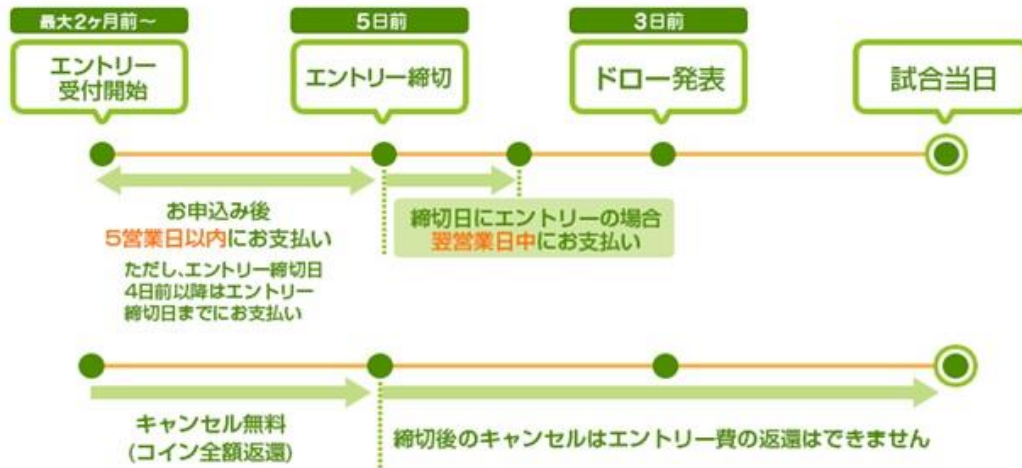 最大2ヶ月前～
エントリー
受付開始
5日前
エントリー締切
3日前
ドロー発表
試合当日
お申込み後
5営業日以内にお支払い
ただし、エントリー締切日
4日前以降はエントリー
締切日までにお支払い
締切日にエントリーの場合
翌営業日中にお支払い
キャンセル無料
(コイン全額返還)
締切後のキャンセルはエントリー費の返還はできません